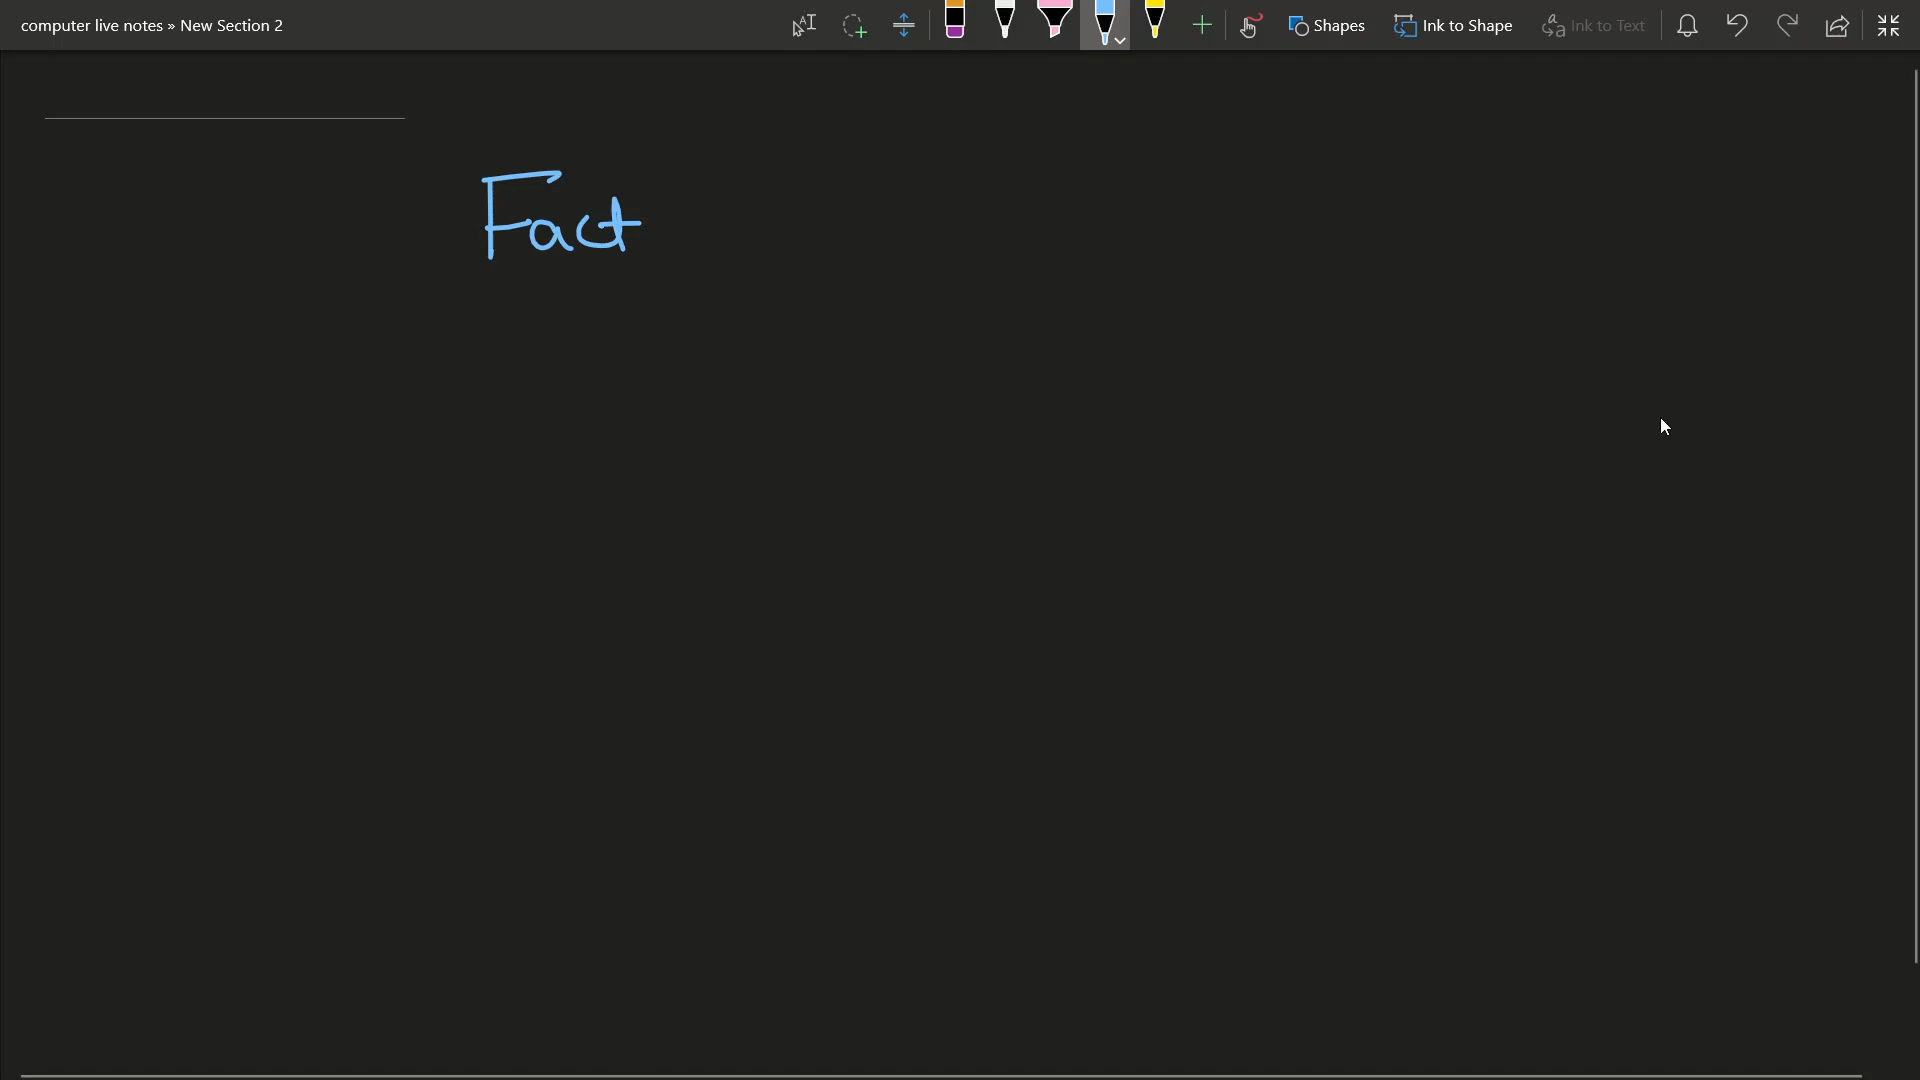 computer live notes » New Section 2
Shapes
Ink to Shape
Ink to Text
Fact